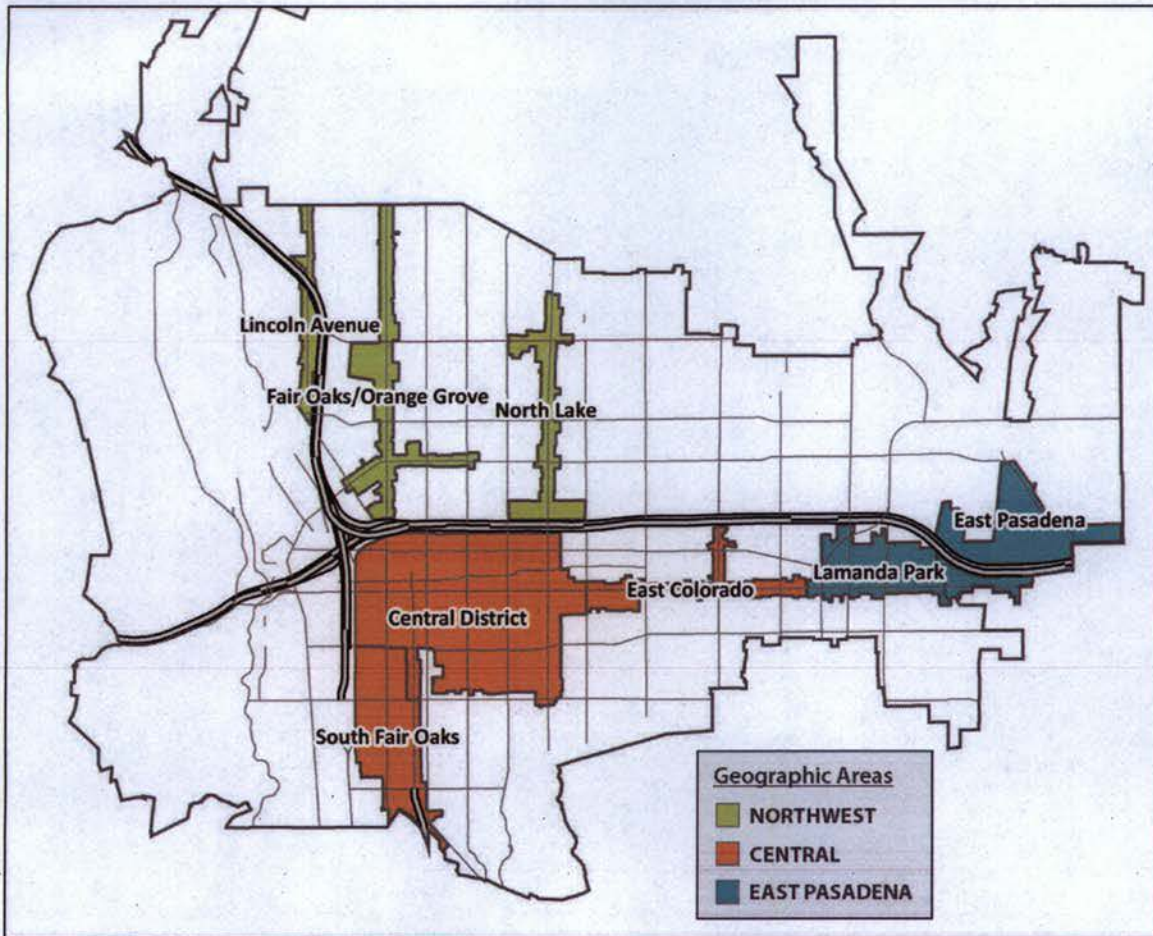 Lincoln Avenue
Fair Oaks/Orange Grove
North Lake
East Pasadena
Lamanda Park
East Colorado
Central District
South Fair Oaks
Geographic Areas
NORTHWEST
CENTRAL
EAST PASADENA